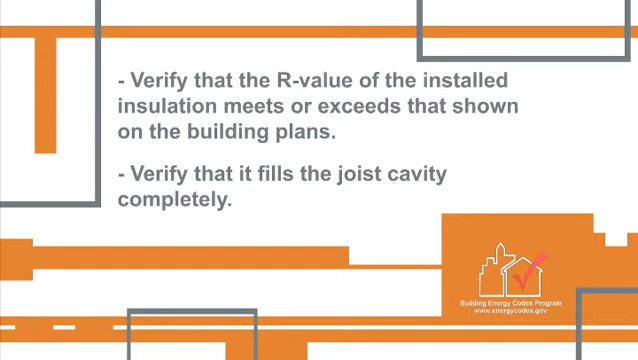 - Verify that the R-value of the installed
insulation meets or exceeds that shown
on the building plans.
- Verify that it fills the joist cavity
completely.
Building Energy Codes Program
www.energycodes.gov